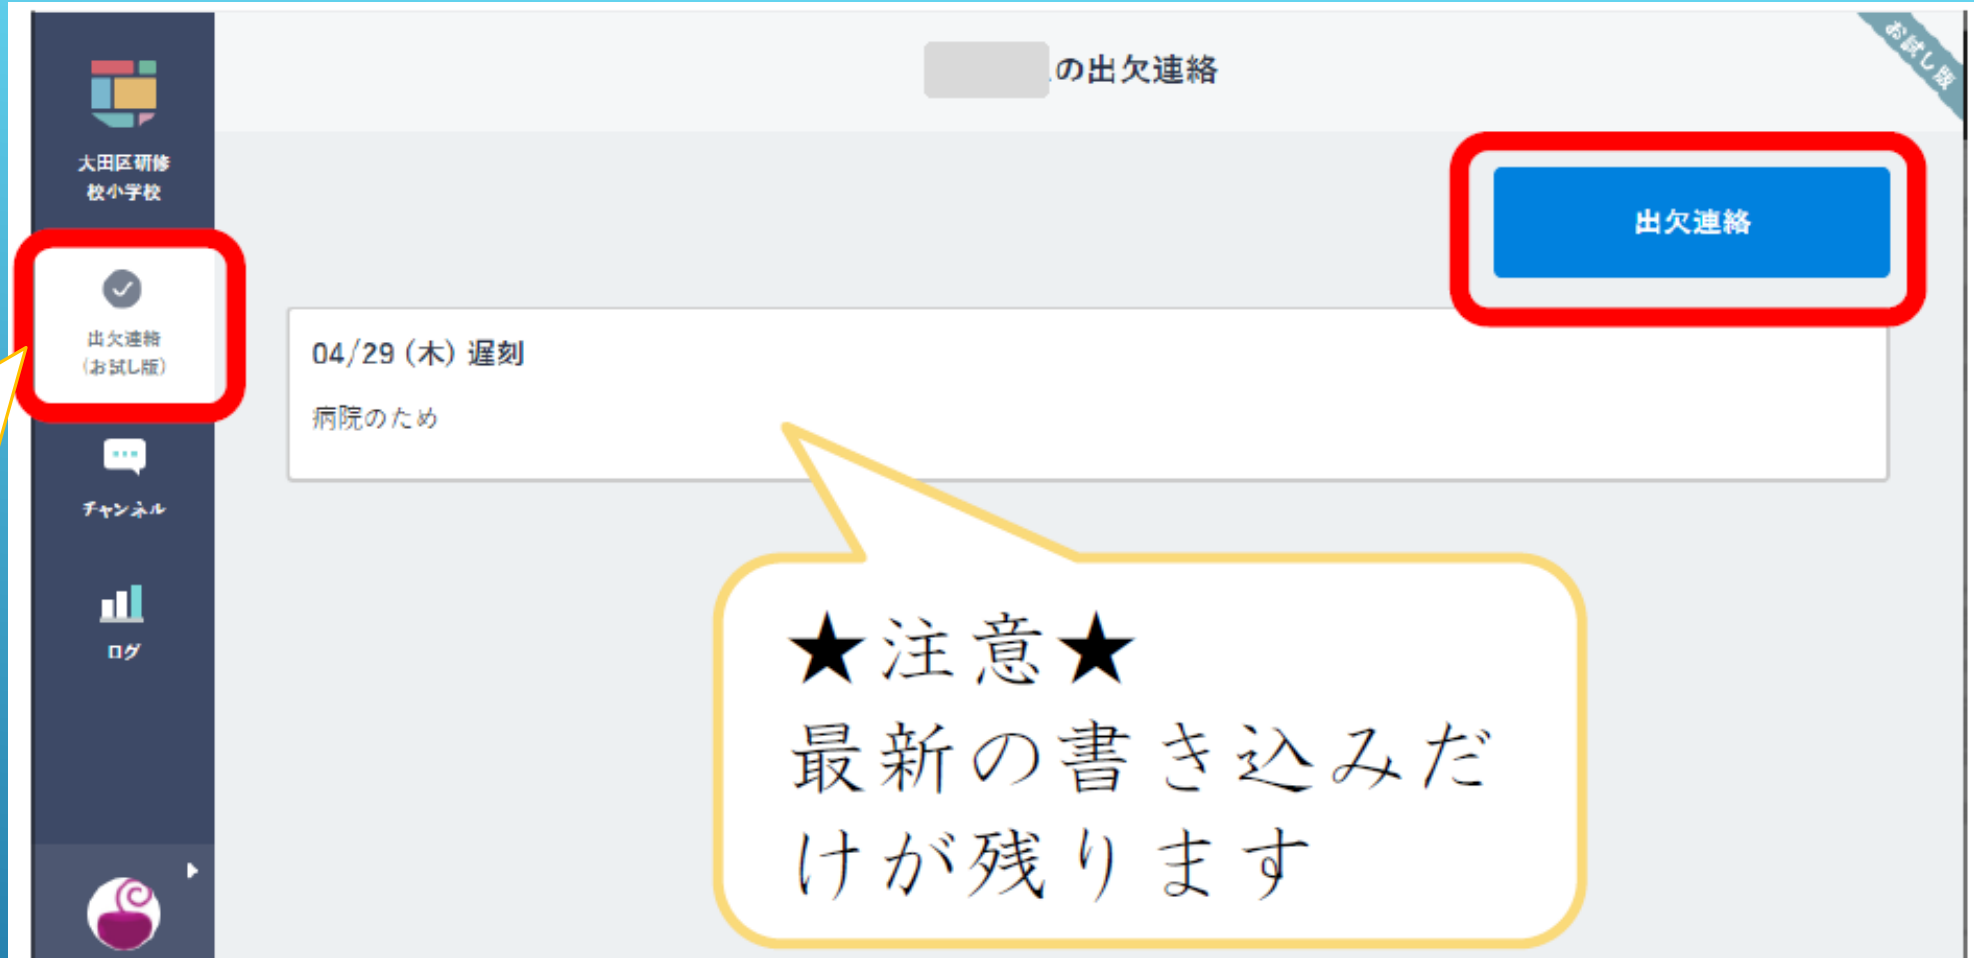 の出欠連絡
お試し版
大田区研修
校小学校
出欠連絡
出欠連絡
(お試し版)
04/29 (木) 遅刻
病院のため
チャンネル
ログ
★注意★
最新の書き込みだ
けが残ります